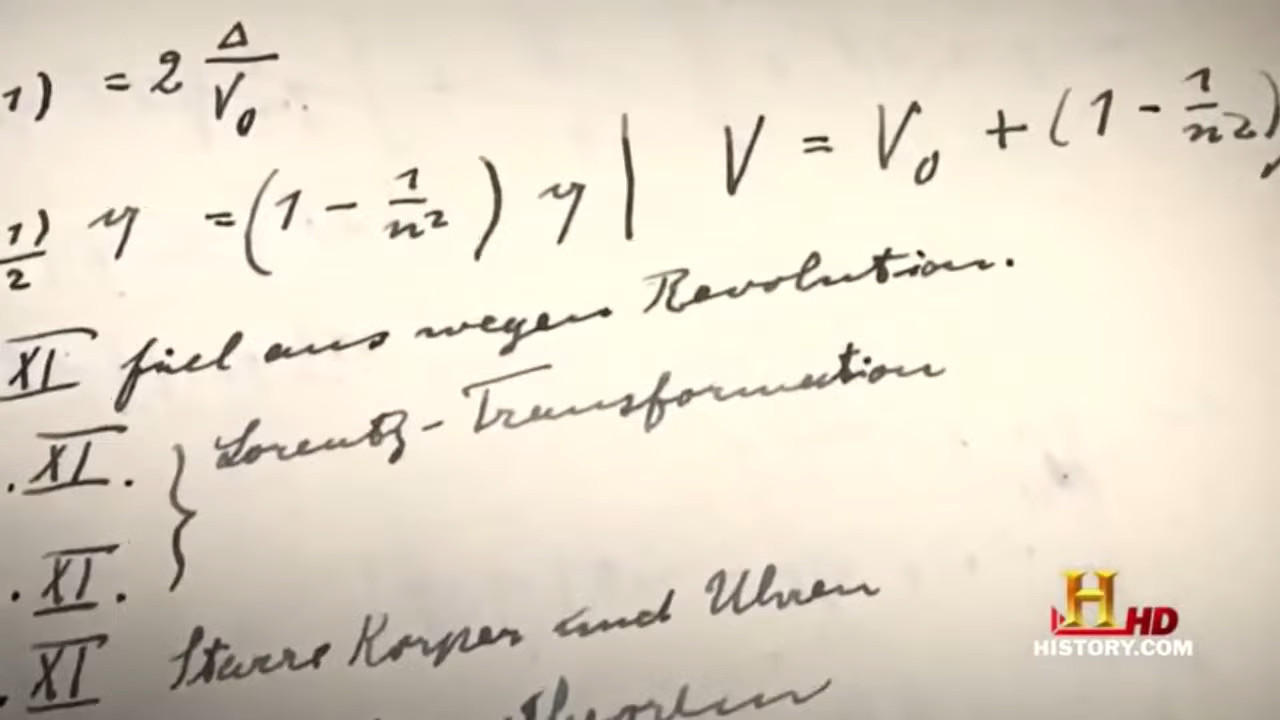 1) = 2 Δ/V₀
1)/2 y = (1 - 1/n²) y | V = V₀ + (1 - 1/n²)
XI fiel aus wegen Revolution.
. XI. } Lorentz-Transformation
. XI.
. XI Starre Korper und Uhren
Theorien
H HD
HISTORY.COM